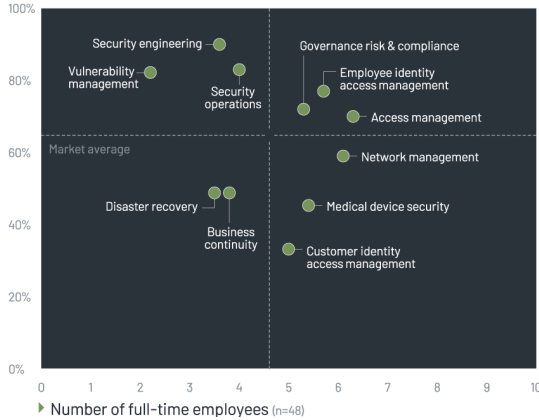 100%
80%
60%
40%
20%
0%
Security engineering
Vulnerability
management
Security
operations
Governance risk & compliance
Employee identity
access management
Access management
Market average
Network management
Disaster recovery
Business
continuity
Medical device security
Customer identity
access management
0 1 2 3 4 5 6 7 8 9 10
Number of full-time employees (n=48)